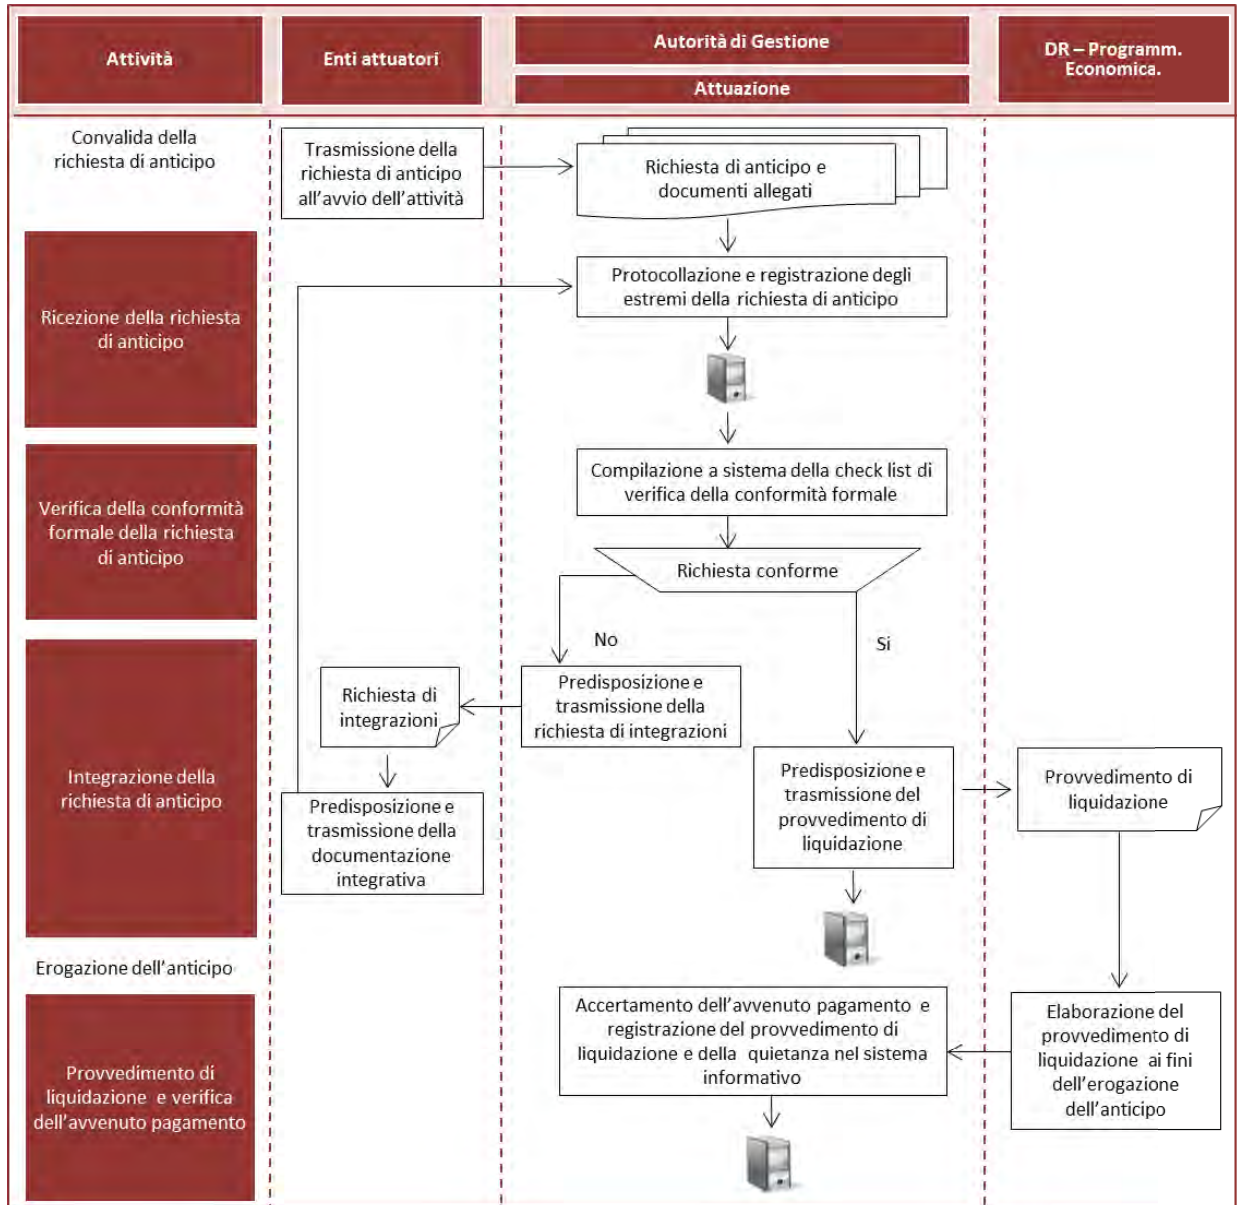 Attività
Enti attuatori
Autorità di Gestione
Attuazione
DR – Programm.
Economica.
Convalida della
richiesta di anticipo
Trasmissione della
richiesta di anticipo
all'avvio dell'attività
Richiesta di anticipo e
documenti allegati
Ricezione della richiesta
di anticipo
Protocollazione e registrazione degli
estremi della richiesta di anticipo
Verifica della conformità
formale della richiesta
di anticipo
Compilazione a sistema della check list di
verifica della conformità formale
Richiesta conforme
No
Si
Integrazione della
richiesta di anticipo
Richiesta di
integrazioni
Predisposizione e
trasmissione della
richiesta di integrazioni
Predisposizione e
trasmissione della
documentazione
integrativa
Predisposizione e
trasmissione del
provvedimento di
liquidazione
Provvedimento di
liquidazione
Erogazione dell'anticipo
Provvedimento di
liquidazione e verifica
dell'avvenuto pagamento
Accertamento dell'avvenuto pagamento e
registrazione del provvedimento di
liquidazione e della quietanza nel sistema
informativo
Elaborazione del
provvedimento di
liquidazione ai fini
dell'erogazione
dell'anticipo